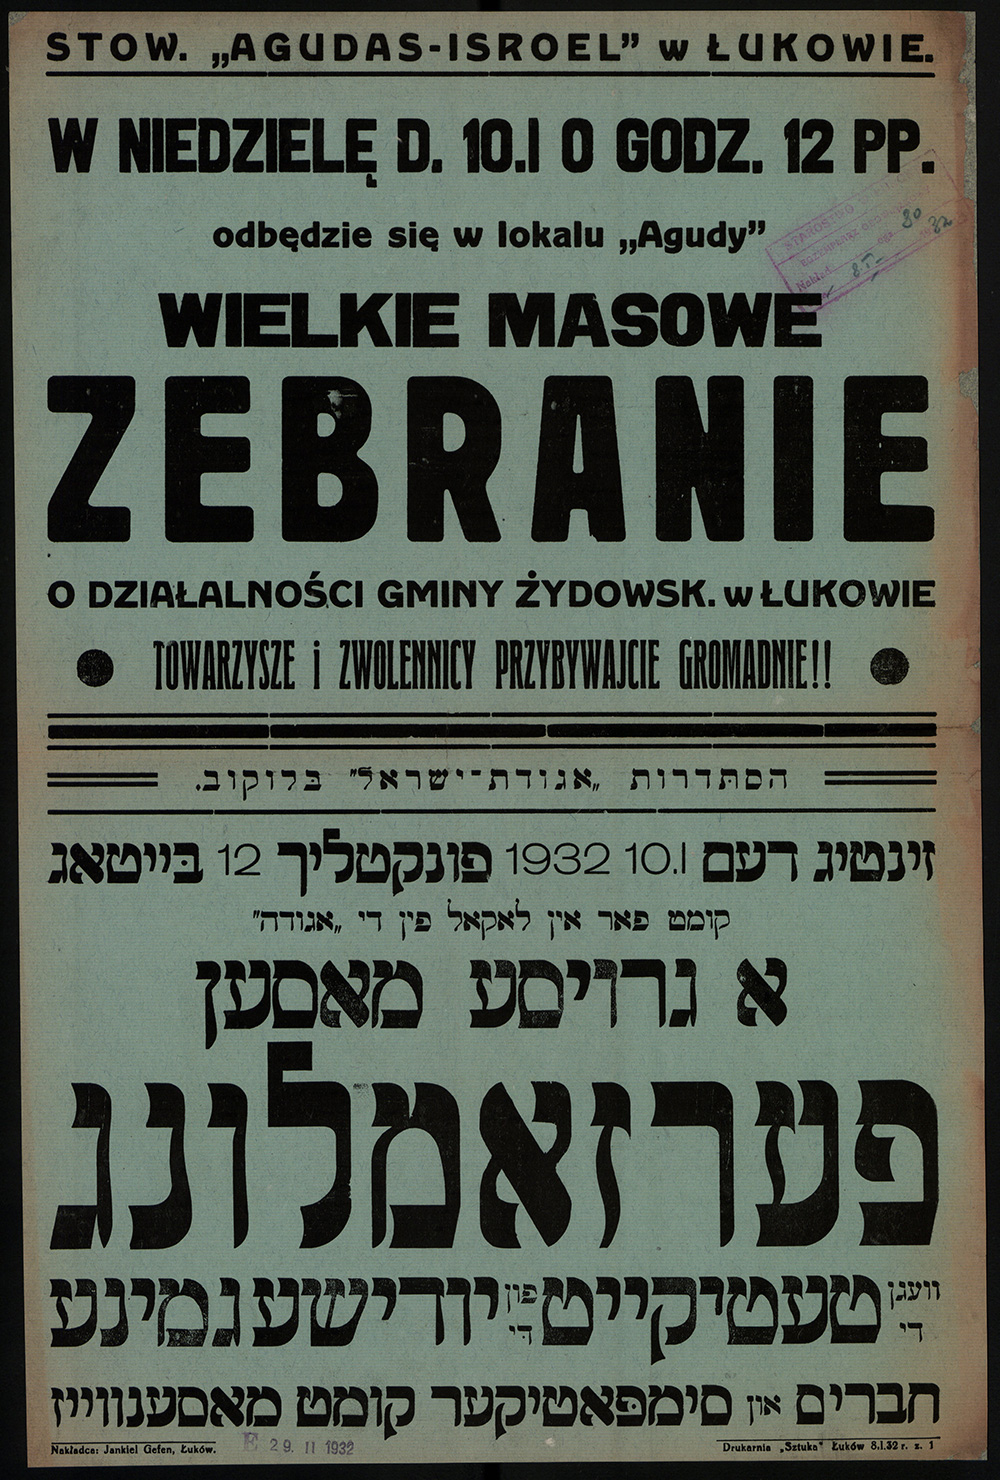 STOW. „AGUDAS-ISROEL” w ŁUKOWIE.
W NIEDZIELĘ D. 10.I O GODZ. 12 PP.
odbędzie się w lokalu „Agudy”
STAROSTWO
WIELKIE MASOWE
ZEBRANIE
O DZIAŁALNOŚCI GMINY ŻYDOWSK. w ŁUKOWIE
TOWARZYSZE i ZWOLENNICY PRZYBYWAJCIE GROMADNIE!!
הסתדרות „אגודת־ישראל” בלוקוב.
זינטיג דעם 10.I 1932 פונקטליך 12 בייטאג
קומט פאר אין לאקאל פין די „אגודה”
א גרויסע מאסען
פערזאמלונג
וועגן די טעטיקייט פון די יודישע גמינע
חברים און סימפאטיקער קומט מאסענווייז
Nakładca: Jankiel Gefen, Łuków.
E 29. II 1932
Drukarnia „Sztuka” Łuków 8.I.32 r. z. 1